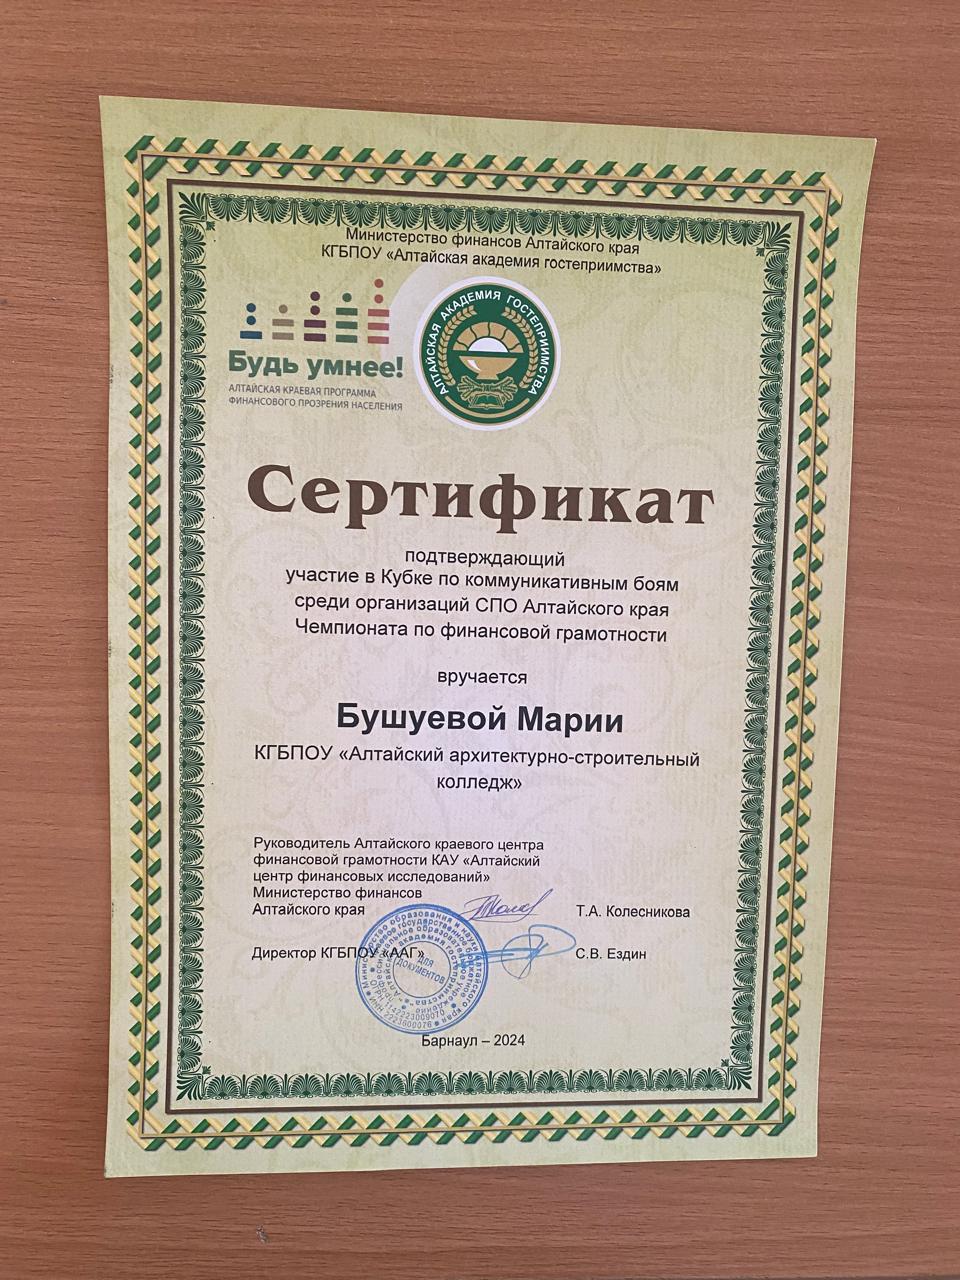 Министерство финансов Алтайского края
КГБПОУ «Алтайская академия гостеприимства»
Будь умнее!
АЛТАЙСКАЯ КРАЕВАЯ ПРОГРАММА
ФИНАНСОВОГО ПРОЗРЕНИЯ НАСЕЛЕНИЯ
АЛТАЙСКАЯ АКАДЕМИЯ ГОСТЕПРИИМСТВА
Сертификат
подтверждающий
участие в Кубке по коммуникативным боям
среди организаций СПО Алтайского края
Чемпионата по финансовой грамотности
вручается
Бушуевой Марии
КГБПОУ «Алтайский архитектурно-строительный
колледж»
Руководитель Алтайского краевого центра
финансовой грамотности КАУ «Алтайский
центр финансовых исследований»
Министерство финансов
Алтайского края
Т.А. Колесникова
Директор КГБПОУ «ААГ»
С.В. Ездин
ДЛЯ
ДОКУМЕНТОВ
Барнаул – 2024